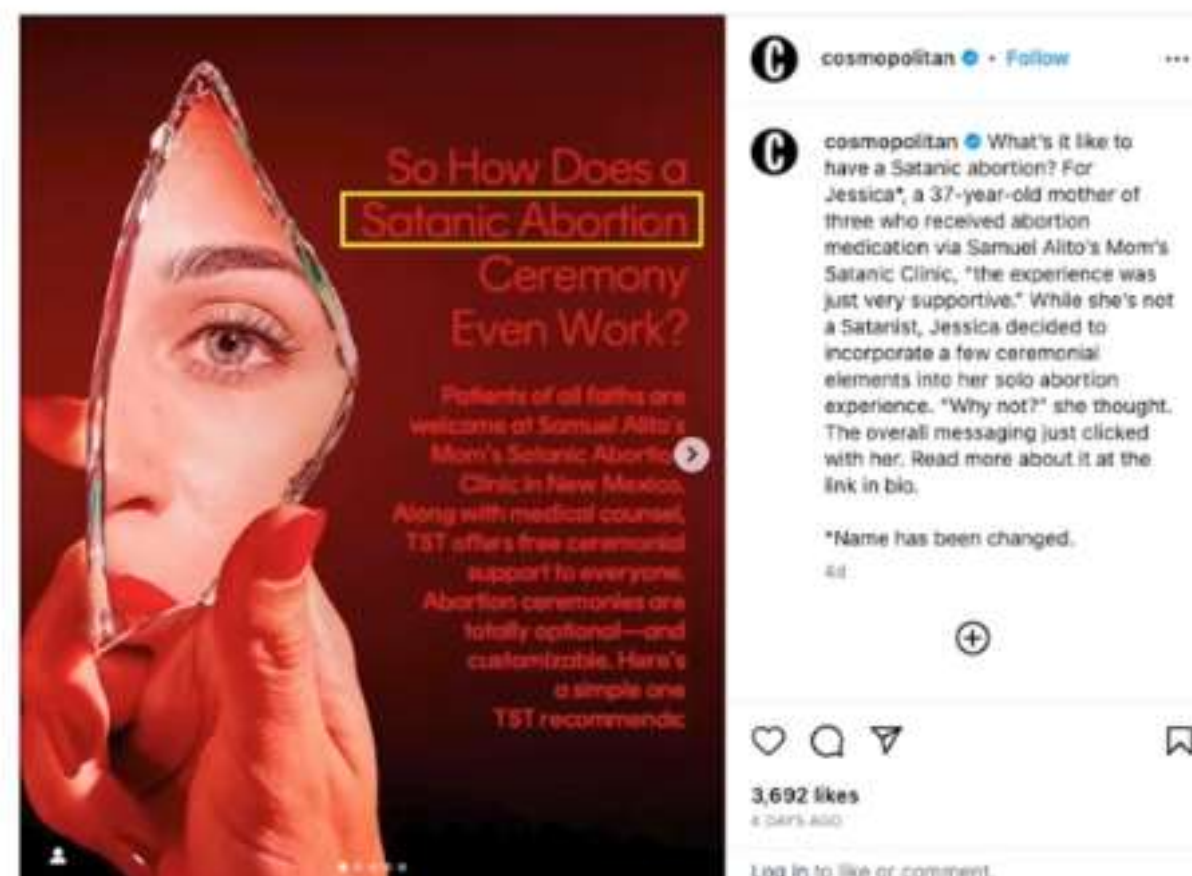 So How Does a
Satanic Abortion
Ceremony
Even Work?
Patients of all faiths are
welcome at Samuel Alito's
Mom's Satanic Abortion
Clinic in New Mexico.
Along with medical counsel,
TST offers free ceremonial
support to everyone.
Abortion ceremonies are
totally optional—and
customizable. Here's
a simple one
TST recommends:
cosmopolitan • Follow
cosmopolitan What's it like to
have a Satanic abortion? For
Jessica*, a 37-year-old mother of
three who received abortion
medication via Samuel Alito's Mom's
Satanic Clinic, "the experience was
just very supportive." While she's not
a Satanist, Jessica decided to
incorporate a few ceremonial
elements into her solo abortion
experience. "Why not?" she thought.
The overall messaging just clicked
with her. Read more about it at the
link in bio.
*Name has been changed.
4d
3,692 likes
4 DAYS AGO
Log in to like or comment.